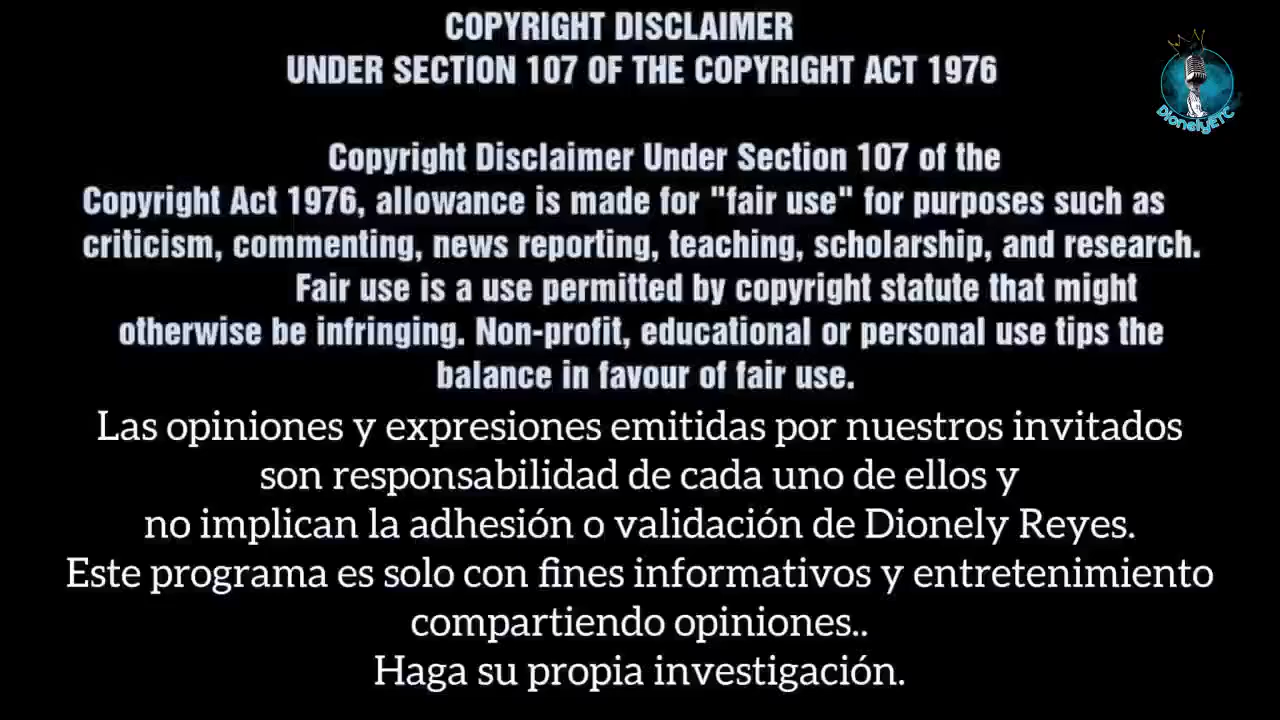 COPYRIGHT DISCLAIMER
UNDER SECTION 107 OF THE COPYRIGHT ACT 1976
DionelyETC
Copyright Disclaimer Under Section 107 of the
Copyright Act 1976, allowance is made for "fair use" for purposes such as
criticism, commenting, news reporting, teaching, scholarship, and research.
Fair use is a use permitted by copyright statute that might
otherwise be infringing. Non-profit, educational or personal use tips the
balance in favour of fair use.
Las opiniones y expresiones emitidas por nuestros invitados
son responsabilidad de cada uno de ellos y
no implican la adhesión o validación de Dionely Reyes.
Este programa es solo con fines informativos y entretenimiento
compartiendo opiniones..
Haga su propia investigación.